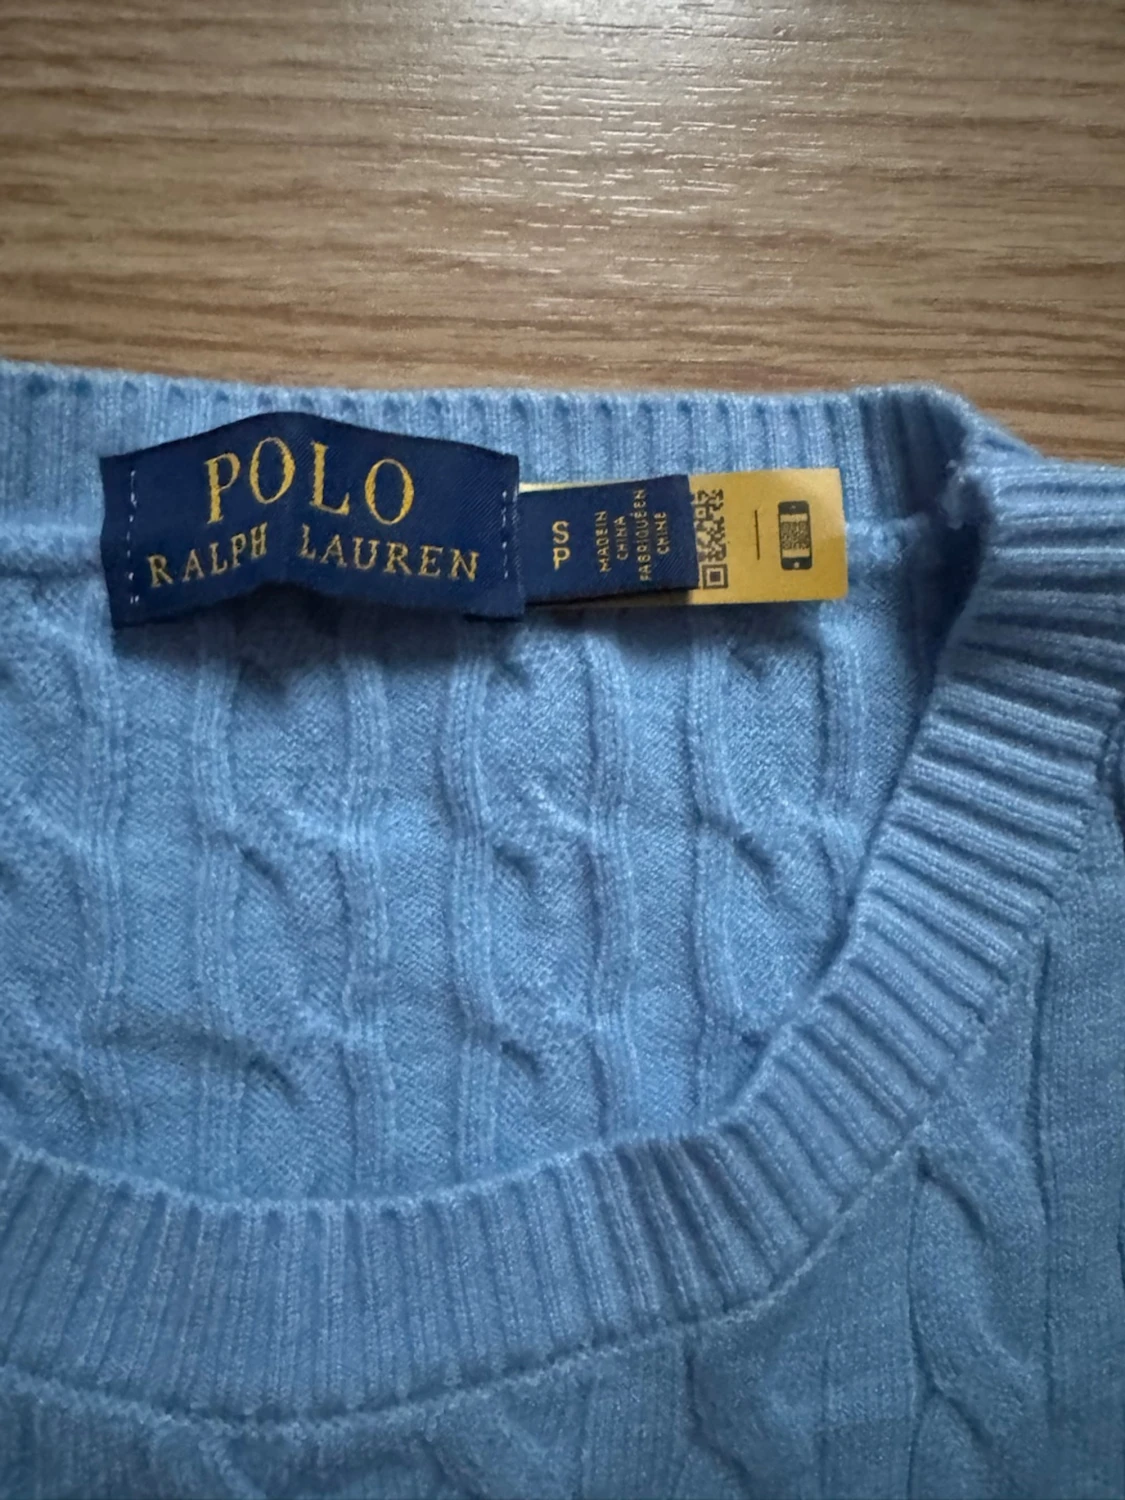 POLO
RALPH LAUREN
S
P
MADE IN
CHINA
FABRIQUÉ EN
CHINE